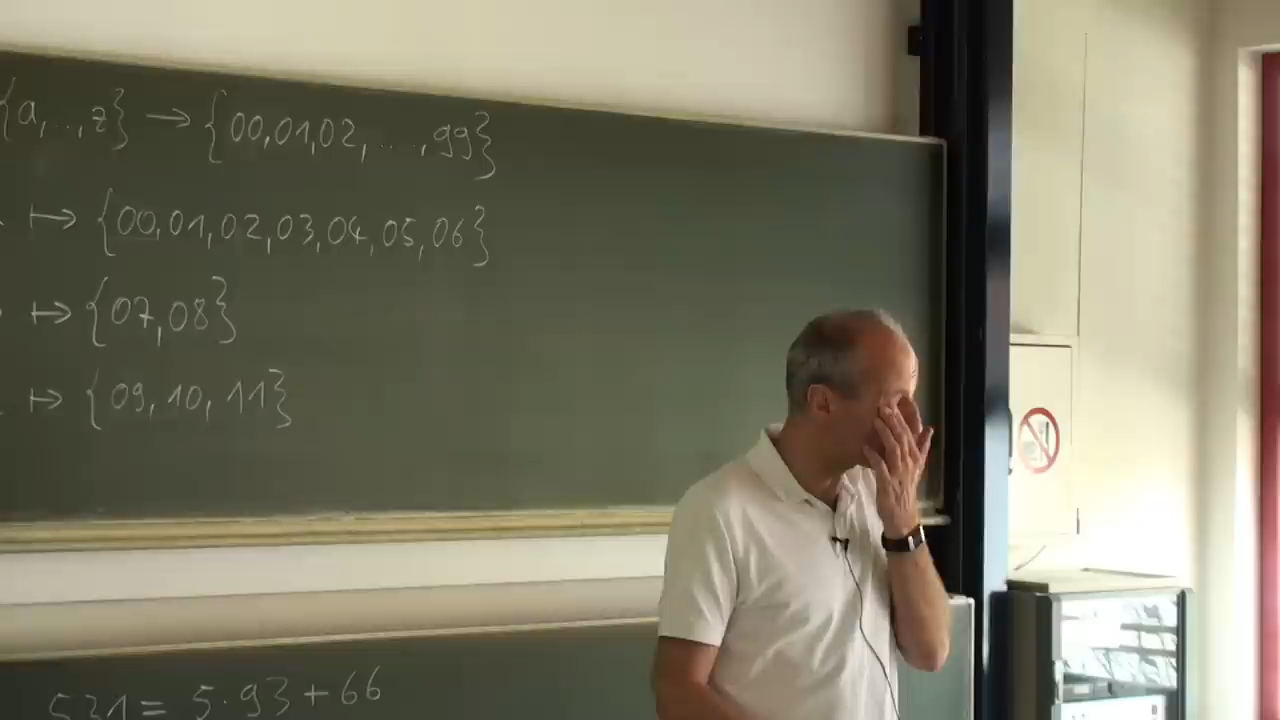 {a,..,z} → {00,01,02,...,99}
↦ {00,01,02,03,04,05,06}
↦ {07,08}
↦ {09,10,11}
531 = 5·93+66